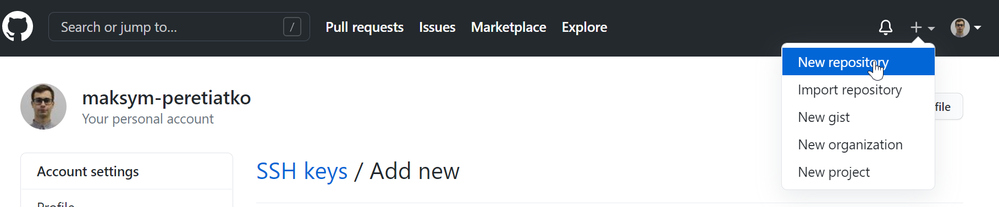 Search or jump to... /
Pull requests Issues Marketplace Explore
New repository
Import repository
New gist
New organization
New project
maksym-peretiatko
Your personal account
file
Account settings
Profile
SSH keys / Add new